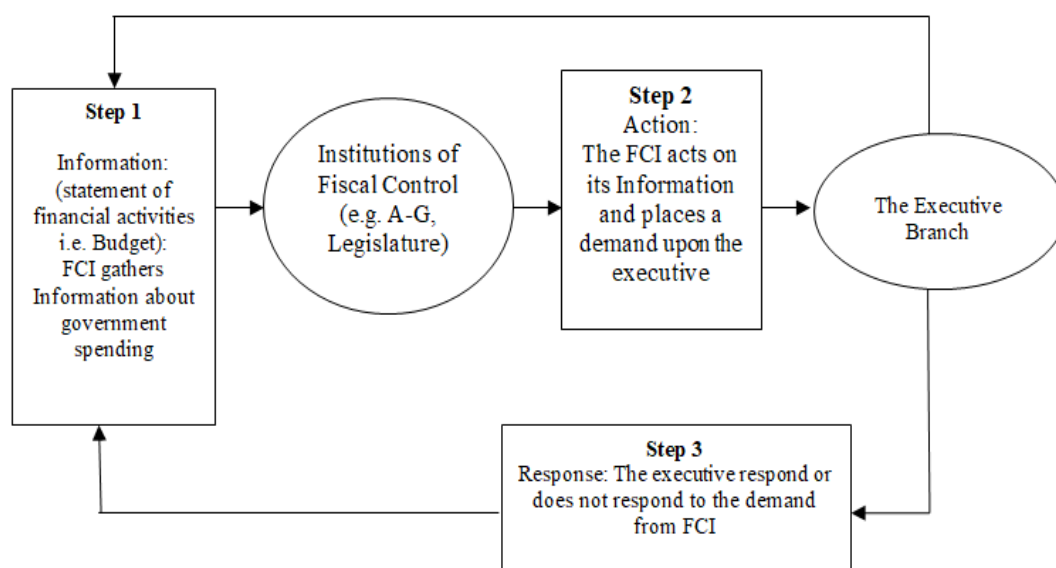 Step 1
Information:
(statement of
financial activities
i.e. Budget):
FCI gathers
Information about
government
spending
Institutions of
Fiscal Control
(e.g. A-G,
Legislature)
Step 2
Action:
The FCI acts on
its Information
and places a
demand upon the
executive
The Executive
Branch
Step 3
Response: The executive respond or
does not respond to the demand
from FCI